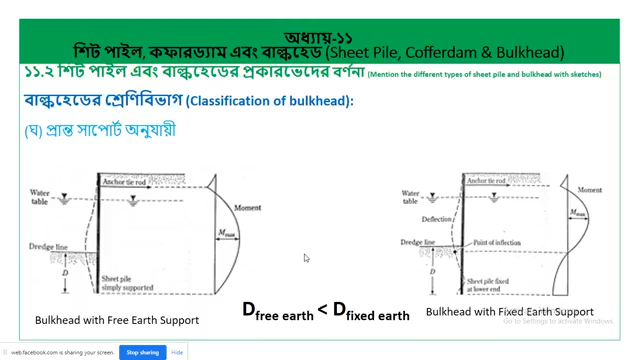 অধ্যায়-১১
শিট পাইল, কফারড্যাম এবং বাল্কহেড (Sheet Pile, Cofferdam & Bulkhead)
১১.২ শিট পাইল এবং বাল্কহেডের প্রকারভেদের বর্ণনা (Mention the different types of sheet pile and bulkhead with sketches)
বাল্কহেডের শ্রেণিবিভাগ (Classification of bulkhead):
(ঘ) প্রান্ত সাপোর্ট অনুযায়ী
Anchor tie rod
Water table
Moment
M max
Dredge line
D
Sheet pile simply supported
Bulkhead with Free Earth Support
D free earth < D fixed earth
Anchor tie rod
Moment
Water table
M max
Deflection
Dredge line
Point of inflection
D
Sheet pile fixed at lower end
Bulkhead with Fixed Earth Support
Go to Settings to activate Windows
web.facebook.com is sharing your screen.
Stop sharing
Hide